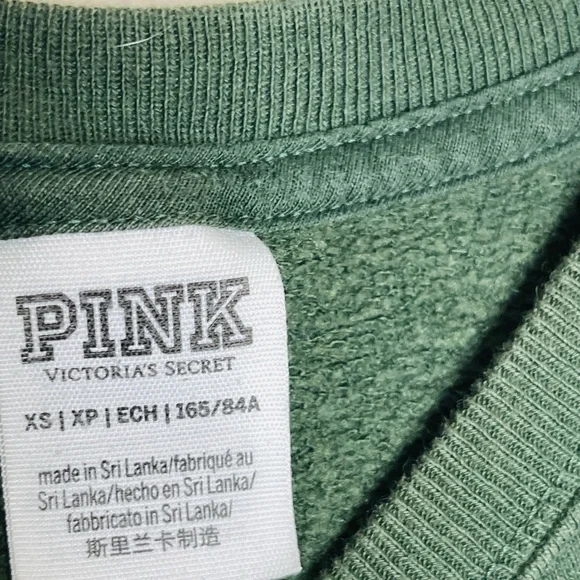 PINK
VICTORIA'S SECRET
XS | XP | ECH | 165/84A
made in Sri Lanka/fabriqué au
Sri Lanka/hecho en Sri Lanka/
fabbricato in Sri Lanka/
斯里兰卡制造